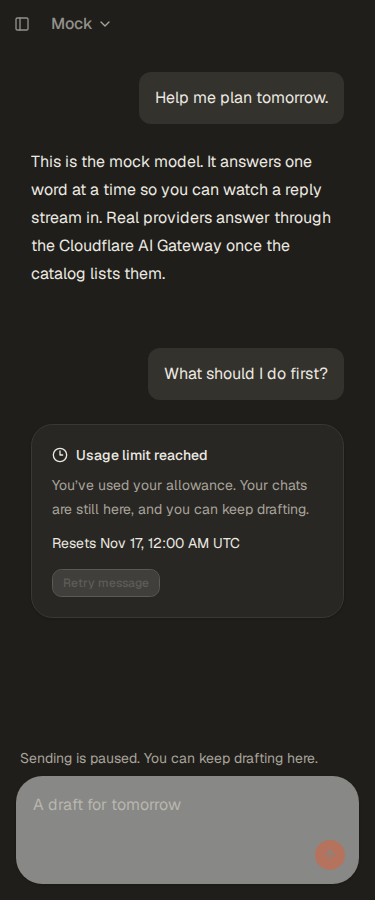 Mock
Help me plan tomorrow.
This is the mock model. It answers one
word at a time so you can watch a reply
stream in. Real providers answer through
the Cloudflare AI Gateway once the
catalog lists them.
What should I do first?
Usage limit reached
You've used your allowance. Your chats
are still here, and you can keep drafting.
Resets Nov 17, 12:00 AM UTC
Retry message
Sending is paused. You can keep drafting here.
A draft for tomorrow